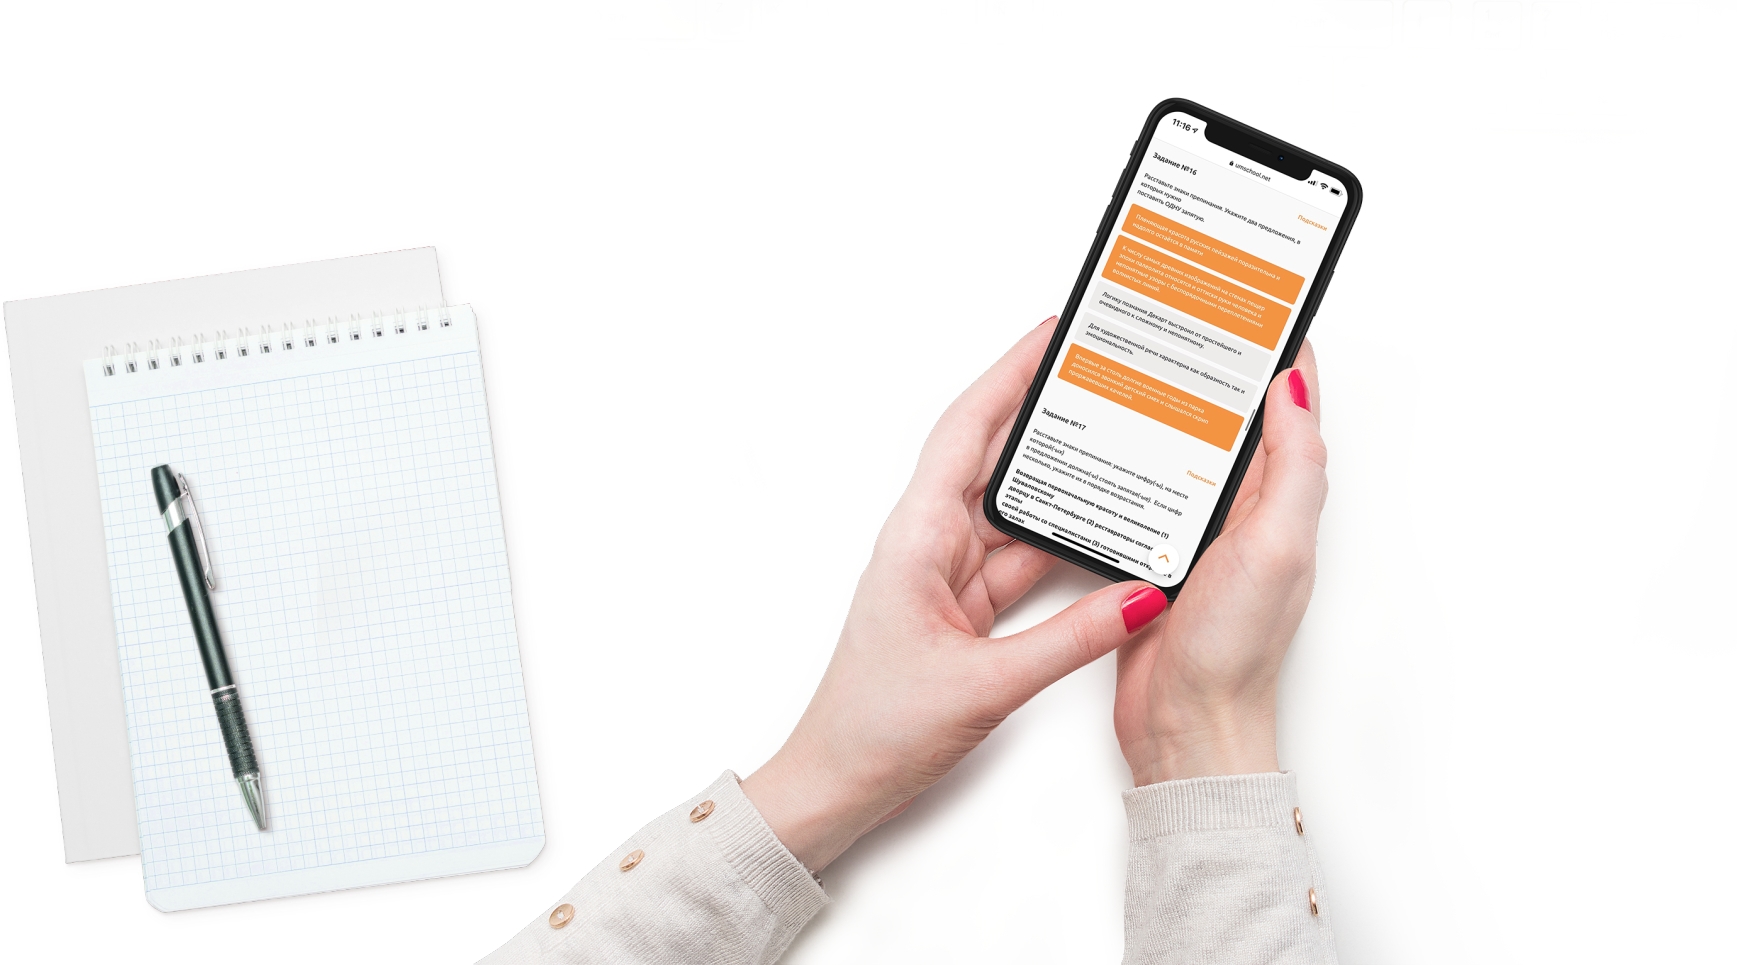 11:16
umschool.net
Задание №16
Подсказки
Расставьте знаки препинания. Укажите два предложения, в
которых нужно
поставить ОДНУ запятую.
Пленяющая красота русских пейзажей поразительна и
надолго остаётся в памяти.
К числу самых древних изображений на стенах пещер
эпохи палеолита относятся и оттиски руки человека и
непонятные узоры с беспорядочными переплетениями
волнистых линий.
Логику познания Декарт выстроил от простейшего и
очевидного к сложному и непонятному.
Для художественной речи характерна как образность так и
эмоциональность.
Впервые за столь долгие военные годы из парка
доносился звонкий детский смех и слышался скрип
проржавевших качелей.
Задание №17
Подсказки
Расставьте знаки препинания: укажите цифру(-ы), на месте
которой(-ых)
в предложении должна(-ы) стоять запятая(-ые). Если цифр
несколько, укажите их в порядке возрастания.
Возвращая первоначальную красоту и великолепие (1)
Шуваловскому
дворцу в Санкт-Петербурге (2) реставраторы соглас
этапы
своей работы со специалистами (3) готовившими откр в
его залах